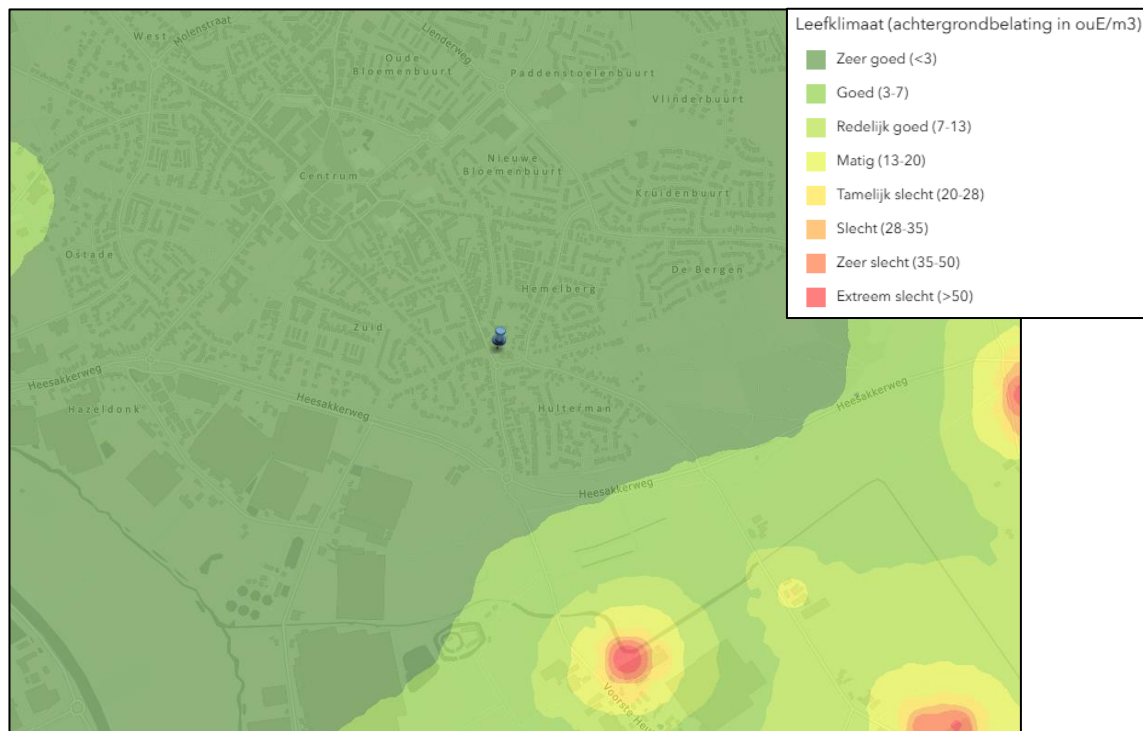 Leefklimaat (achtergrondbelating in ouE/m3)
Zeer goed (<3)
Goed (3-7)
Redelijk goed (7-13)
Matig (13-20)
Tamelijk slecht (20-28)
Slecht (28-35)
Zeer slecht (35-50)
Extreem slecht (>50)
West
Molenstraat
Lienderweg
Oude
Bloemenbuurt
Paddenstoelenbuurt
Vlinderbuurt
Nieuwe
Bloemenbuurt
Centrum
Kruidenbuurt
Ostade
De Bergen
Hemelberg
Zuid
Heesakkerweg
Heesakkerweg
Heesakkerweg
Hazeldonk
Hulterman
Heesakkerweg
Voorste